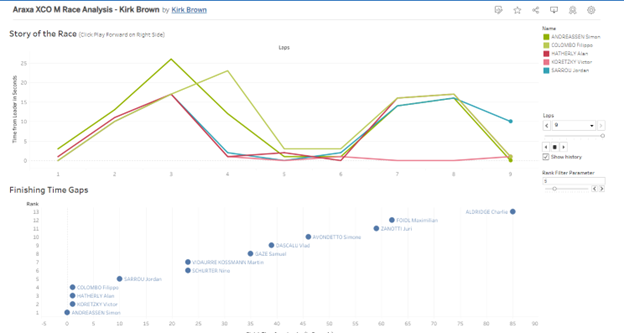 Araxa XCO M Race Analysis - Kirk Brown by Kirk Brown
Story of the Race [Click Play Forward on Right Side]
Laps
Name
ANDREASSEN Simon
COLOMBO Filippo
HATHERLY Alan
KORETZKY Victor
SARROU Jordan
Time from Leader in Seconds
25
20
15
10
5
0
1 2 3 4 5 6 7 8 9
Laps
9
Show history
Rank Filter Parameter
5
Finishing Time Gaps
Rank
13 ALDRIDGE Charlie
12 FOIDL Maximilian
11 ZANOTTI Juri
10 AVONDETTO Simone
9 DASCALU Vlad
8 GAZE Samuel
7 VIDAURRE KOSSMANN Martin
6 SCHURTER Nino
5 SARROU Jordan
4 COLOMBO Filippo
3 HATHERLY Alan
2 KORETZKY Victor
1 ANDREASSEN Simon
-5 0 5 10 15 20 25 30 35 40 45 50 55 60 65 70 75 80 85 90